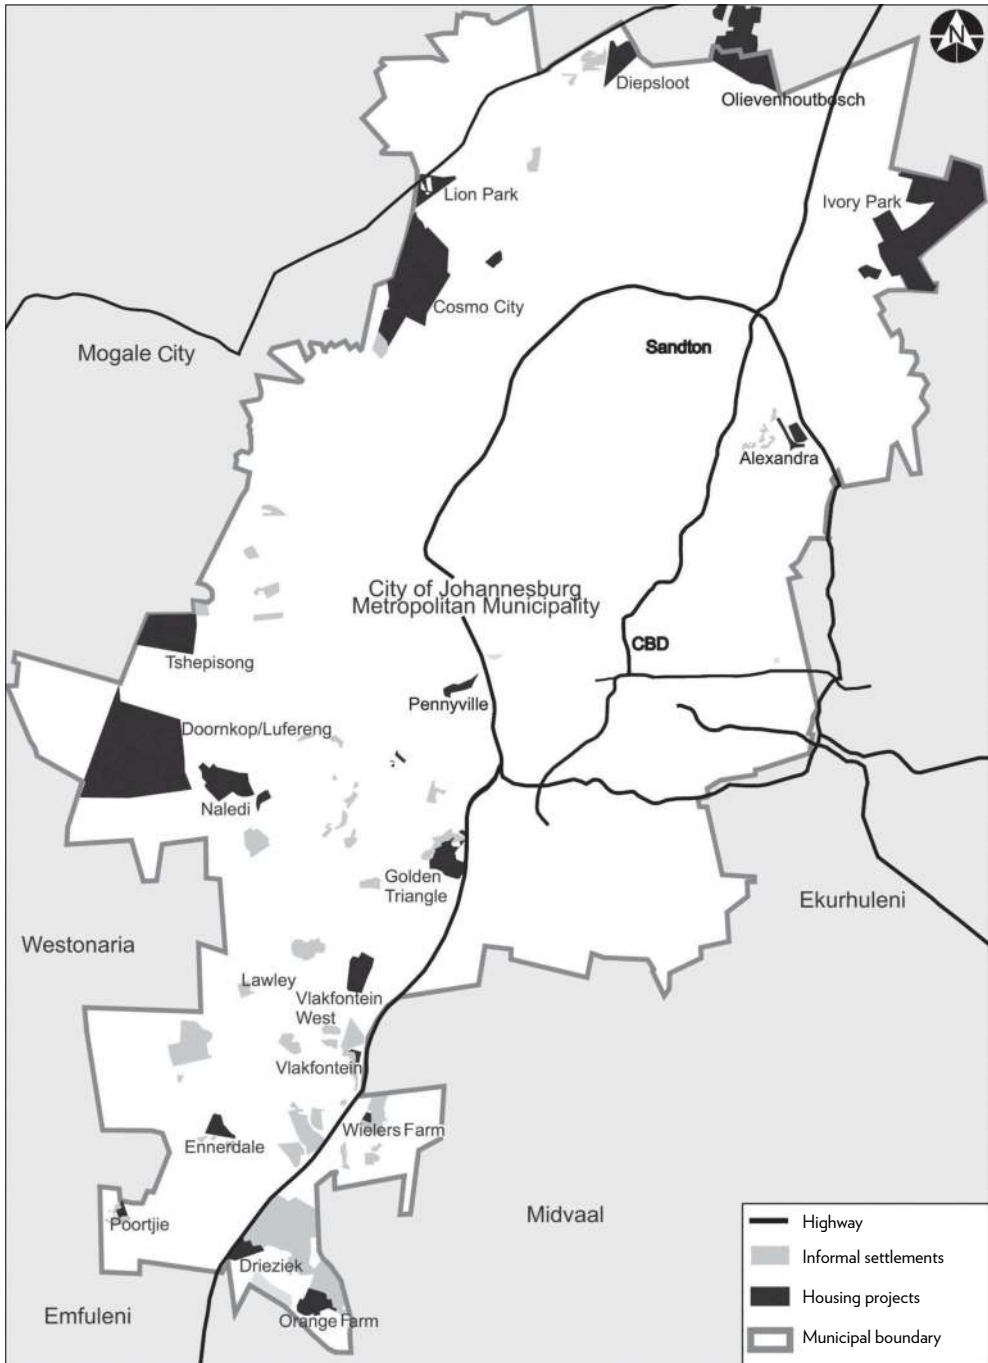 N
Diepsloot
Olievenhoutbosch
Lion Park
Ivory Park
Cosmo City
Mogale City
Sandton
Alexandra
City of Johannesburg
Metropolitan Municipality
CBD
Tshepisong
Pennyville
Doornkop/Lufereng
Naledi
Golden
Triangle
Ekurhuleni
Westonaria
Lawley
Vlakfontein
West
Vlakfontein
Wielers Farm
Ennerdale
Poortjie
Midvaal
Drieziek
Emfuleni
Orange Farm
Highway
Informal settlements
Housing projects
Municipal boundary